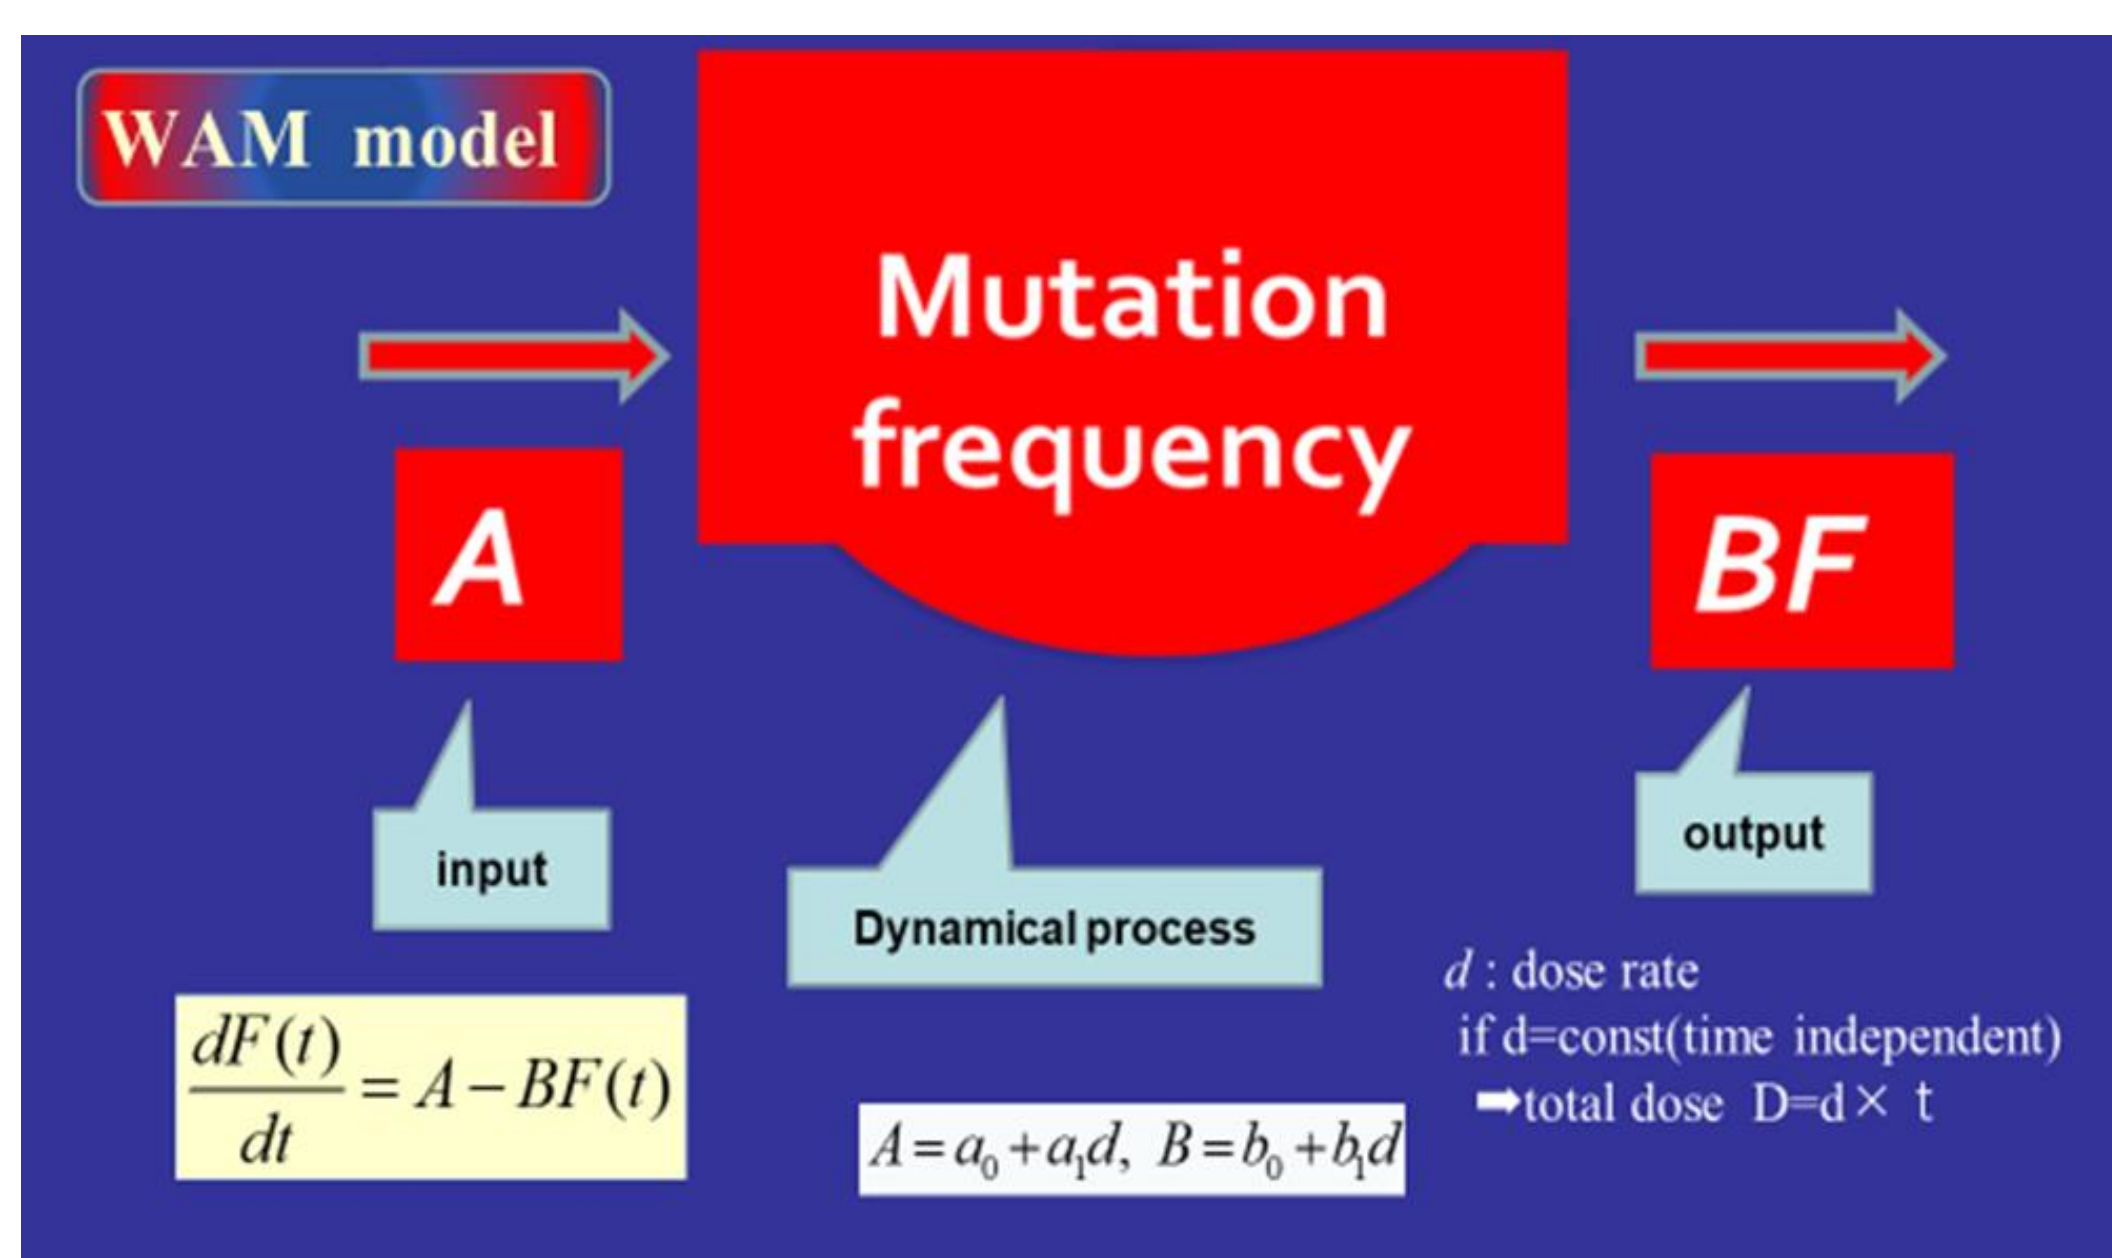 WAM model
Mutation
frequency
A
BF
input
Dynamical process
output
dF(t)/dt = A − BF(t)
A=a₀+a₁d, B=b₀+b₁d
d : dose rate
if d=const(time independent)
➡total dose D=d× t